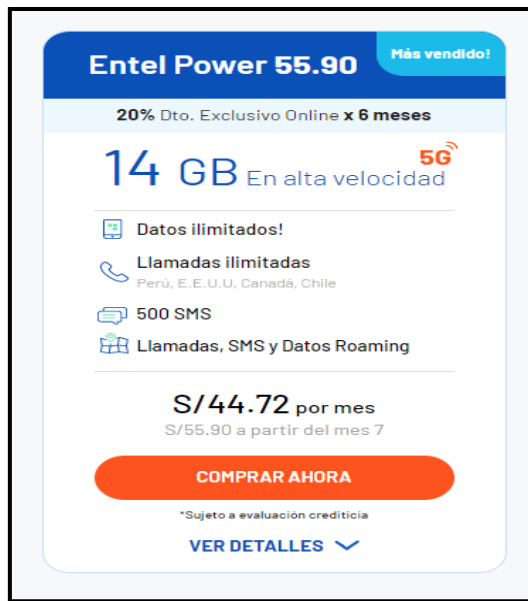 Más vendido!
Entel Power 55.90
20% Dto. Exclusivo Online x 6 meses
5G
14 GB En alta velocidad
Datos ilimitados!
Llamadas ilimitadas
Perú, E.E.U.U, Canadá, Chile
500 SMS
Llamadas, SMS y Datos Roaming
S/44.72 por mes
S/55.90 a partir del mes 7
COMPRAR AHORA
*Sujeto a evaluación crediticia
VER DETALLES